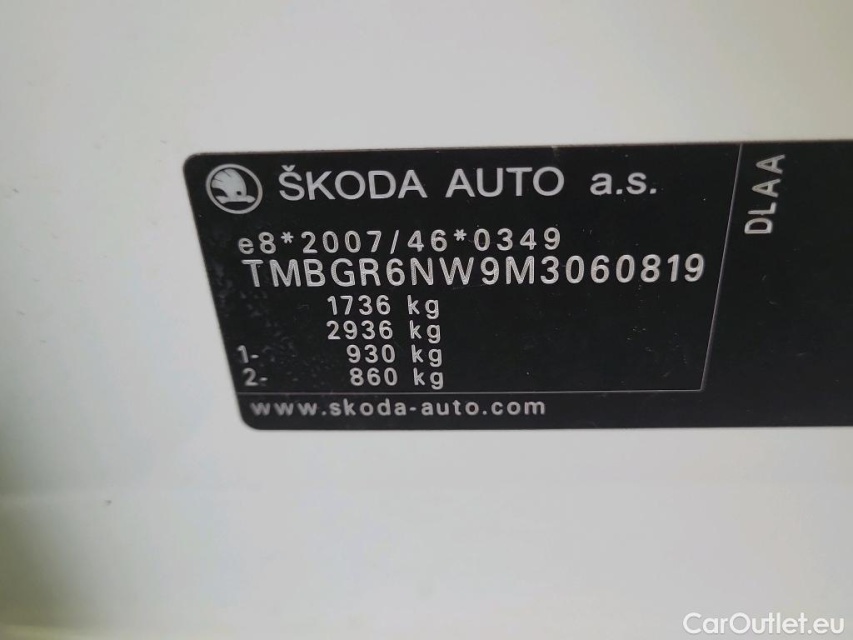 ŠKODA AUTO a.s.
e8*2007/46*0349
TMBGR6NW9M3060819
1736 kg
2936 kg
1- 930 kg
2- 860 kg
www.skoda-auto.com
DLAA
CarOutlet.eu